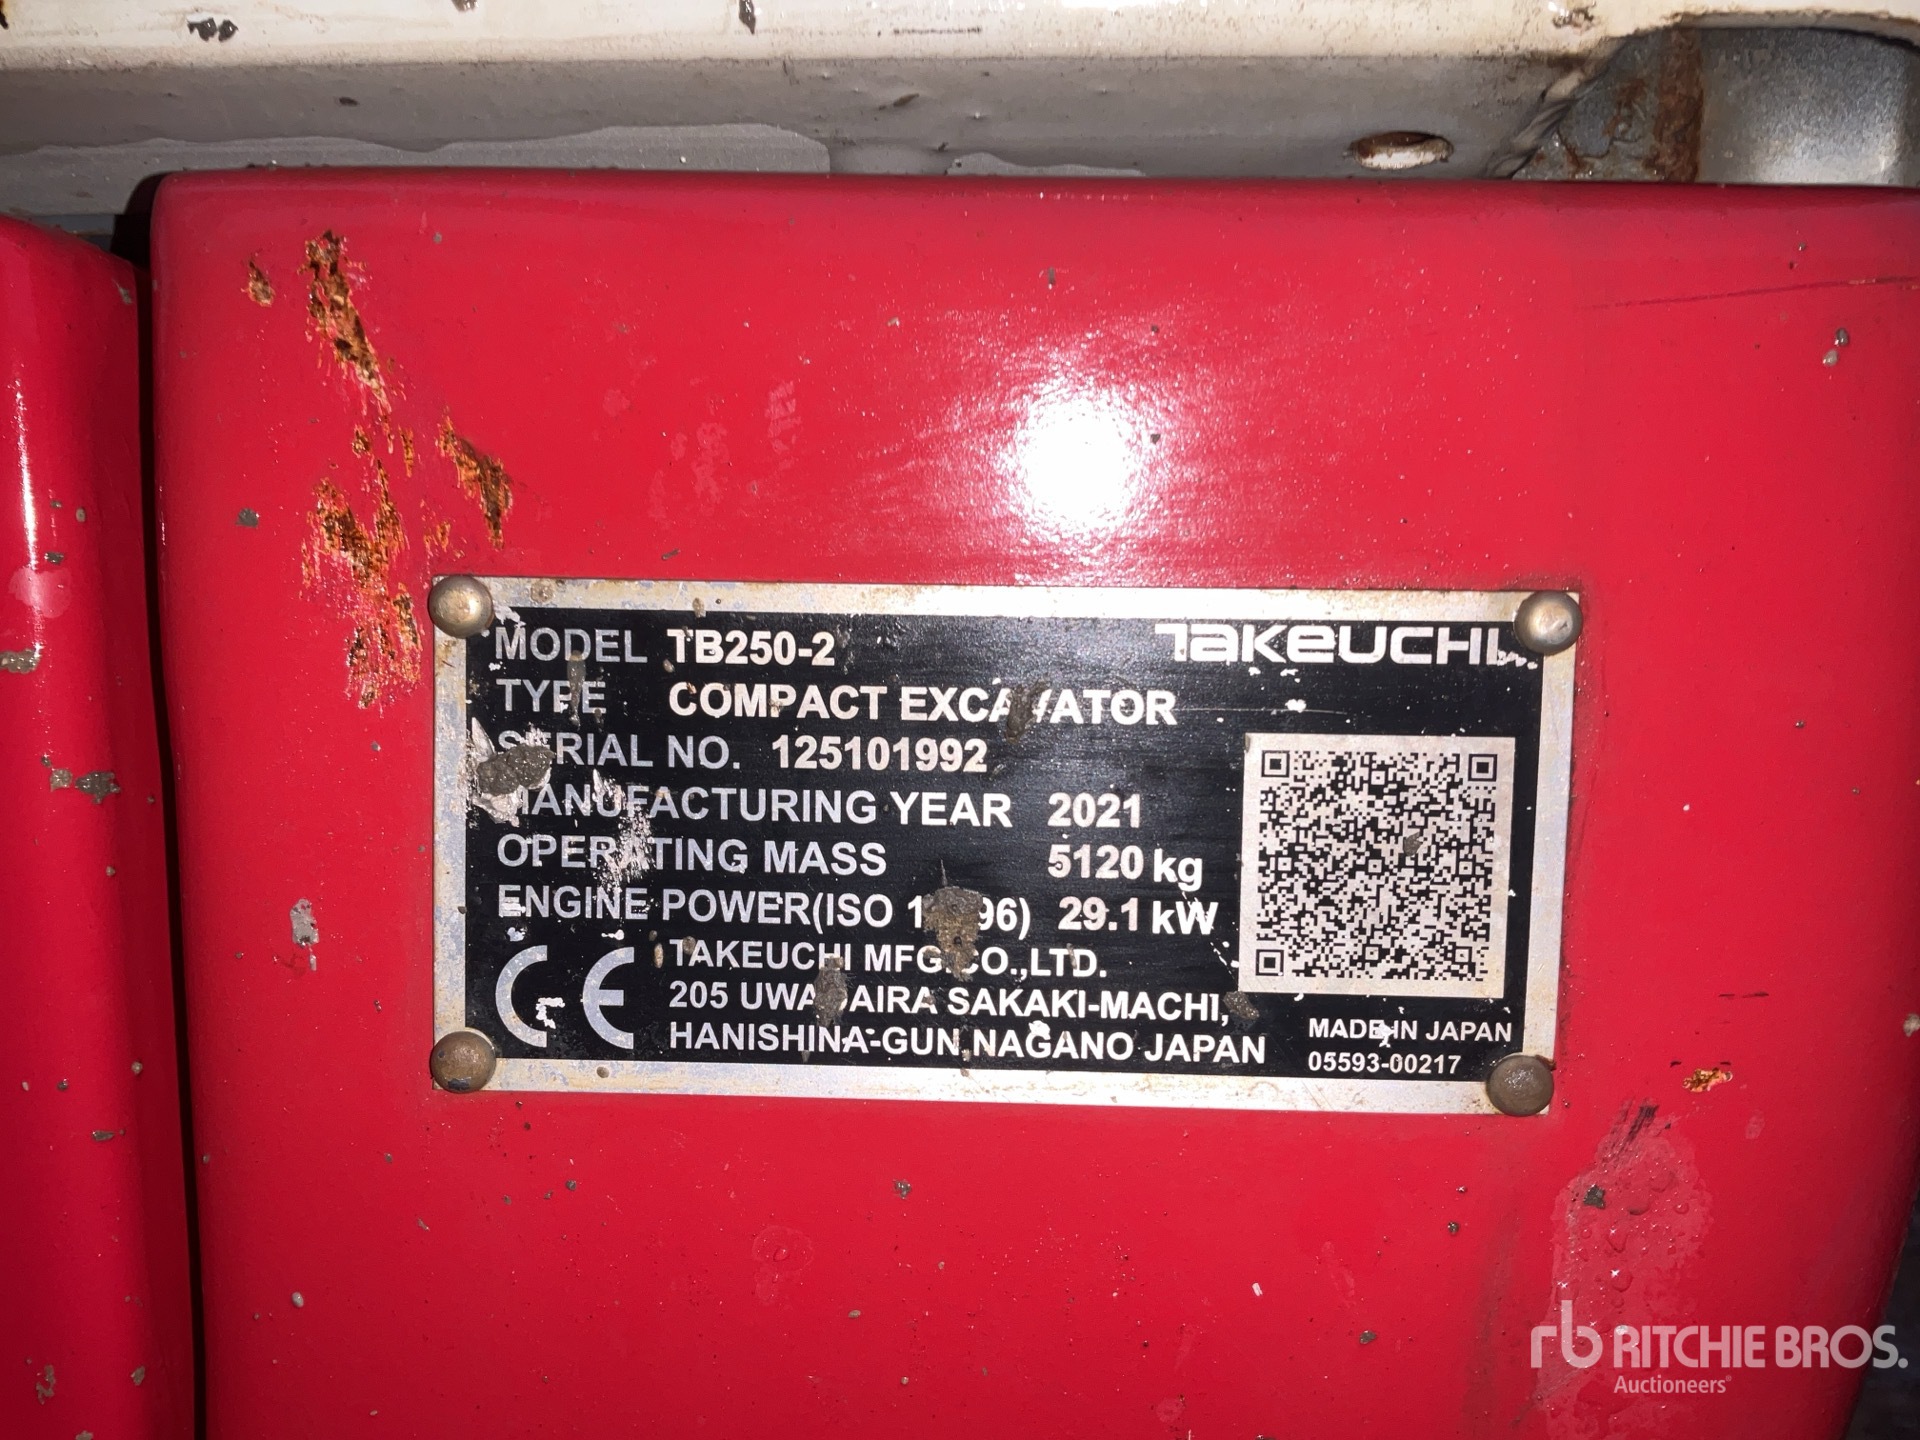 MODEL TB250-2
TAKEUCHI
TYPE COMPACT EXCAVATOR
SERIAL NO. 125101992
MANUFACTURING YEAR 2021
OPERATING MASS 5120 kg
ENGINE POWER(ISO 29.1 kW
CE
TAKEUCHI MFG.CO.,LTD.
205 SAKAKI-MACHI,
HANISHINA-GUN,NAGANO JAPAN
MADE IN JAPAN
05593-00217
rb RITCHIE BROS.
Auctioneers